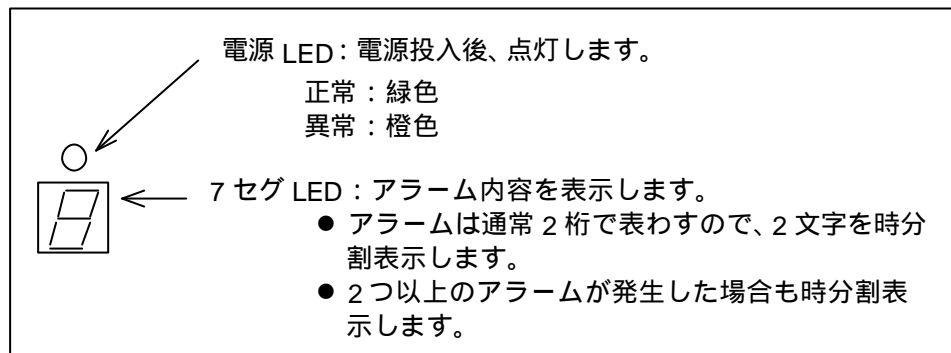 電源 LED：電源投入後、点灯します。
正常：緑色
異常：橙色
7 セグ LED：アラーム内容を表示します。
● アラームは通常 2 桁で表わすので、2 文字を時分
割表示します。
● 2 つ以上のアラームが発生した場合も時分割表
示します。